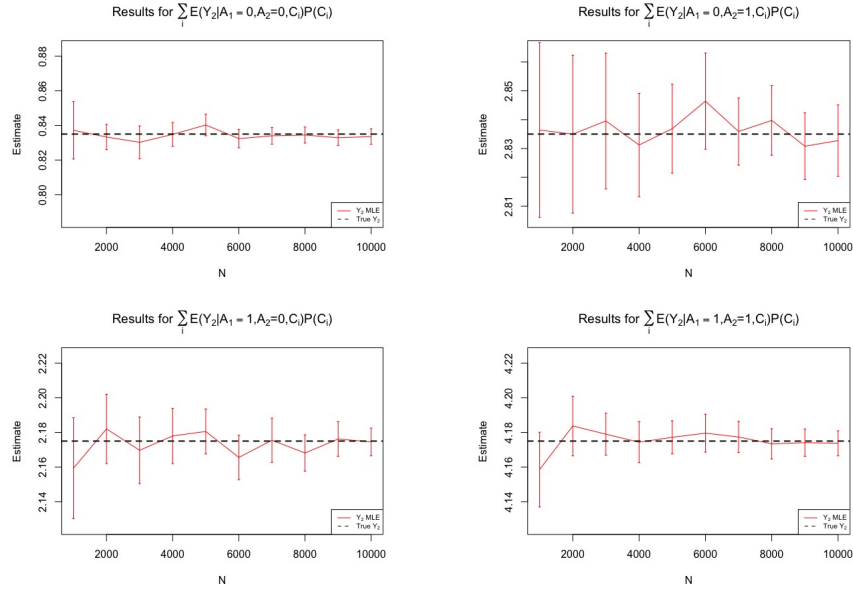 Results for ∑ E(Y₂|A₁ = 0,A₂=0,Cᵢ)P(Cᵢ)
i
Estimate
0.88
0.86
0.84
0.82
0.80
Y₂ MLE
True Y₂
2000 4000 6000 8000 10000
N
Results for ∑ E(Y₂|A₁ = 0,A₂=1,Cᵢ)P(Cᵢ)
i
Estimate
2.85
2.83
2.81
Y₂ MLE
True Y₂
2000 4000 6000 8000 10000
N
Results for ∑ E(Y₂|A₁ = 1,A₂=0,Cᵢ)P(Cᵢ)
i
Estimate
2.22
2.20
2.18
2.16
2.14
Y₂ MLE
True Y₂
2000 4000 6000 8000 10000
N
Results for ∑ E(Y₂|A₁ = 1,A₂=1,Cᵢ)P(Cᵢ)
i
Estimate
4.22
4.20
4.18
4.16
4.14
Y₂ MLE
True Y₂
2000 4000 6000 8000 10000
N